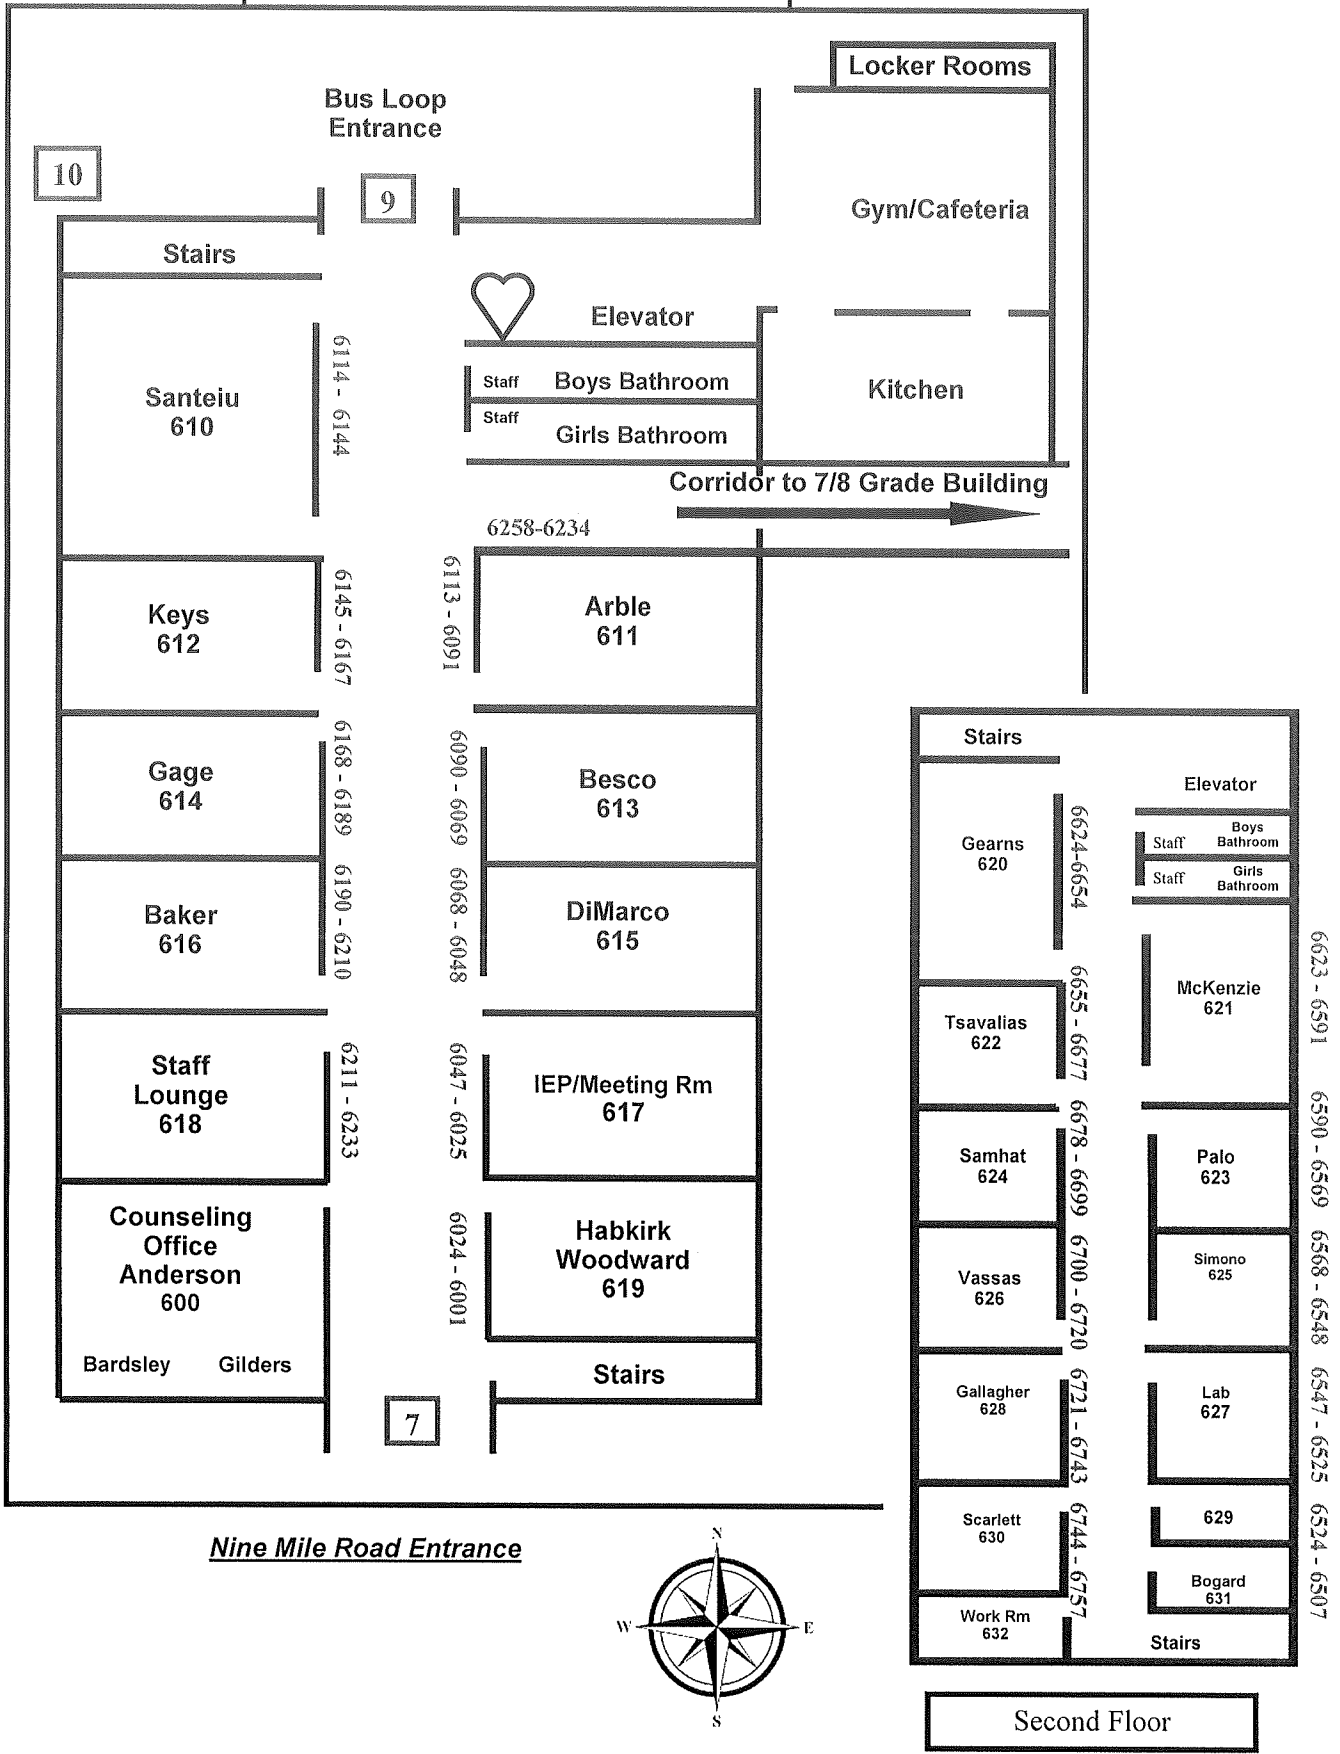 Locker Rooms
Bus Loop
Entrance
10
9
Gym/Cafeteria
Stairs
Elevator
6114 - 6144
Staff
Boys Bathroom
Santeiu
610
Kitchen
Staff
Girls Bathroom
Corridor to 7/8 Grade Building
6258-6234
Keys
612
6145 - 6167
6113 - 6091
Arble
611
Gage
614
6168 - 6189
6090 - 6069
Besco
613
Baker
616
6190 - 6210
6068 - 6048
DiMarco
615
Staff
Lounge
618
6211 - 6233
6047 - 6025
IEP/Meeting Rm
617
Counseling
Office
Anderson
600
Bardsley
Gilders
6024 - 6001
Habkirk
Woodward
619
Stairs
7
Nine Mile Road Entrance
N
W
E
S
Stairs
Elevator
Gearns
620
6624-6654
Staff
Boys
Bathroom
Staff
Girls
Bathroom
McKenzie
621
6623 - 6591
Tsavalias
622
6655 - 6677
Samhat
624
6678 - 6699
Palo
623
6590 - 6569
Vassas
626
6700 - 6720
Simono
625
6568 - 6548
Gallagher
628
6721 - 6743
Lab
627
6547 - 6525
Scarlett
630
6744 - 6757
629
6524 - 6507
Bogard
631
Work Rm
632
Stairs
Second Floor